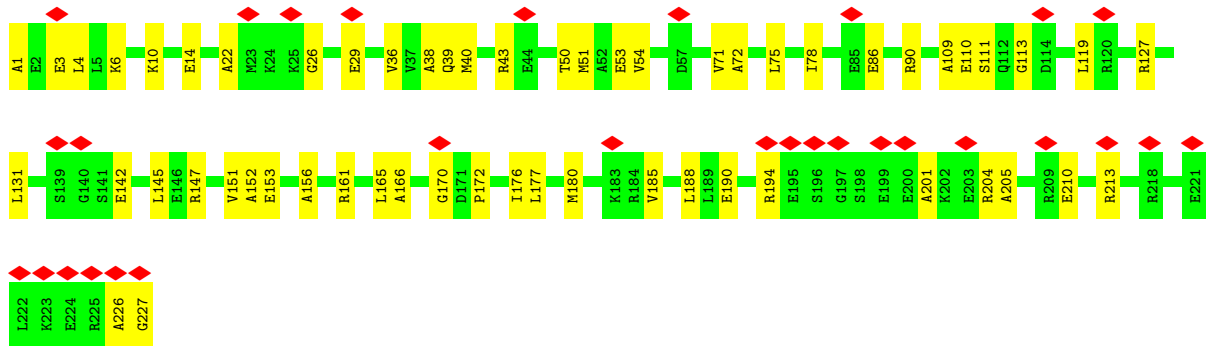 A1 E2 E3 L4 L5 K6 K10 E14 A22 M23 K24 K25 G26 E29 V36 V37 A38 Q39 M40 R43 E44 T50 M51 A52 E53 V54 D57 V71 A72 L75 I78 E85 E86 R90 A109 E110 S111 Q112 G113 D114 L119 R120 R127
L131 S139 G140 S141 E142 L145 E146 R147 V151 A152 E153 A156 R161 L165 A166 G170 D171 P172 I176 L177 M180 K183 R184 V185 L188 L189 E190 R194 E195 S196 G197 S198 E199 E200 A201 K202 E203 R204 A205 R209 E210 R213 R218 E221
L222 K223 E224 R225 A226 G227